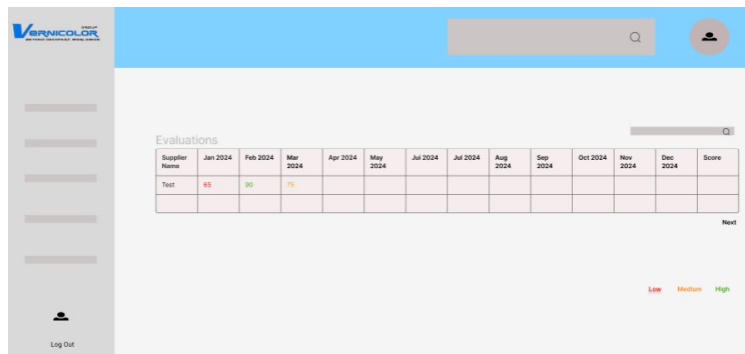 GROUP
VERNICOLOR
Evaluations
Supplier Name Jan 2024 Feb 2024 Mar 2024 Apr 2024 May 2024 Jui 2024 Jul 2024 Aug 2024 Sep 2024 Oct 2024 Nov 2024 Dec 2024 Score
Test 65 90 75
Next
Low Medium High
Log Out